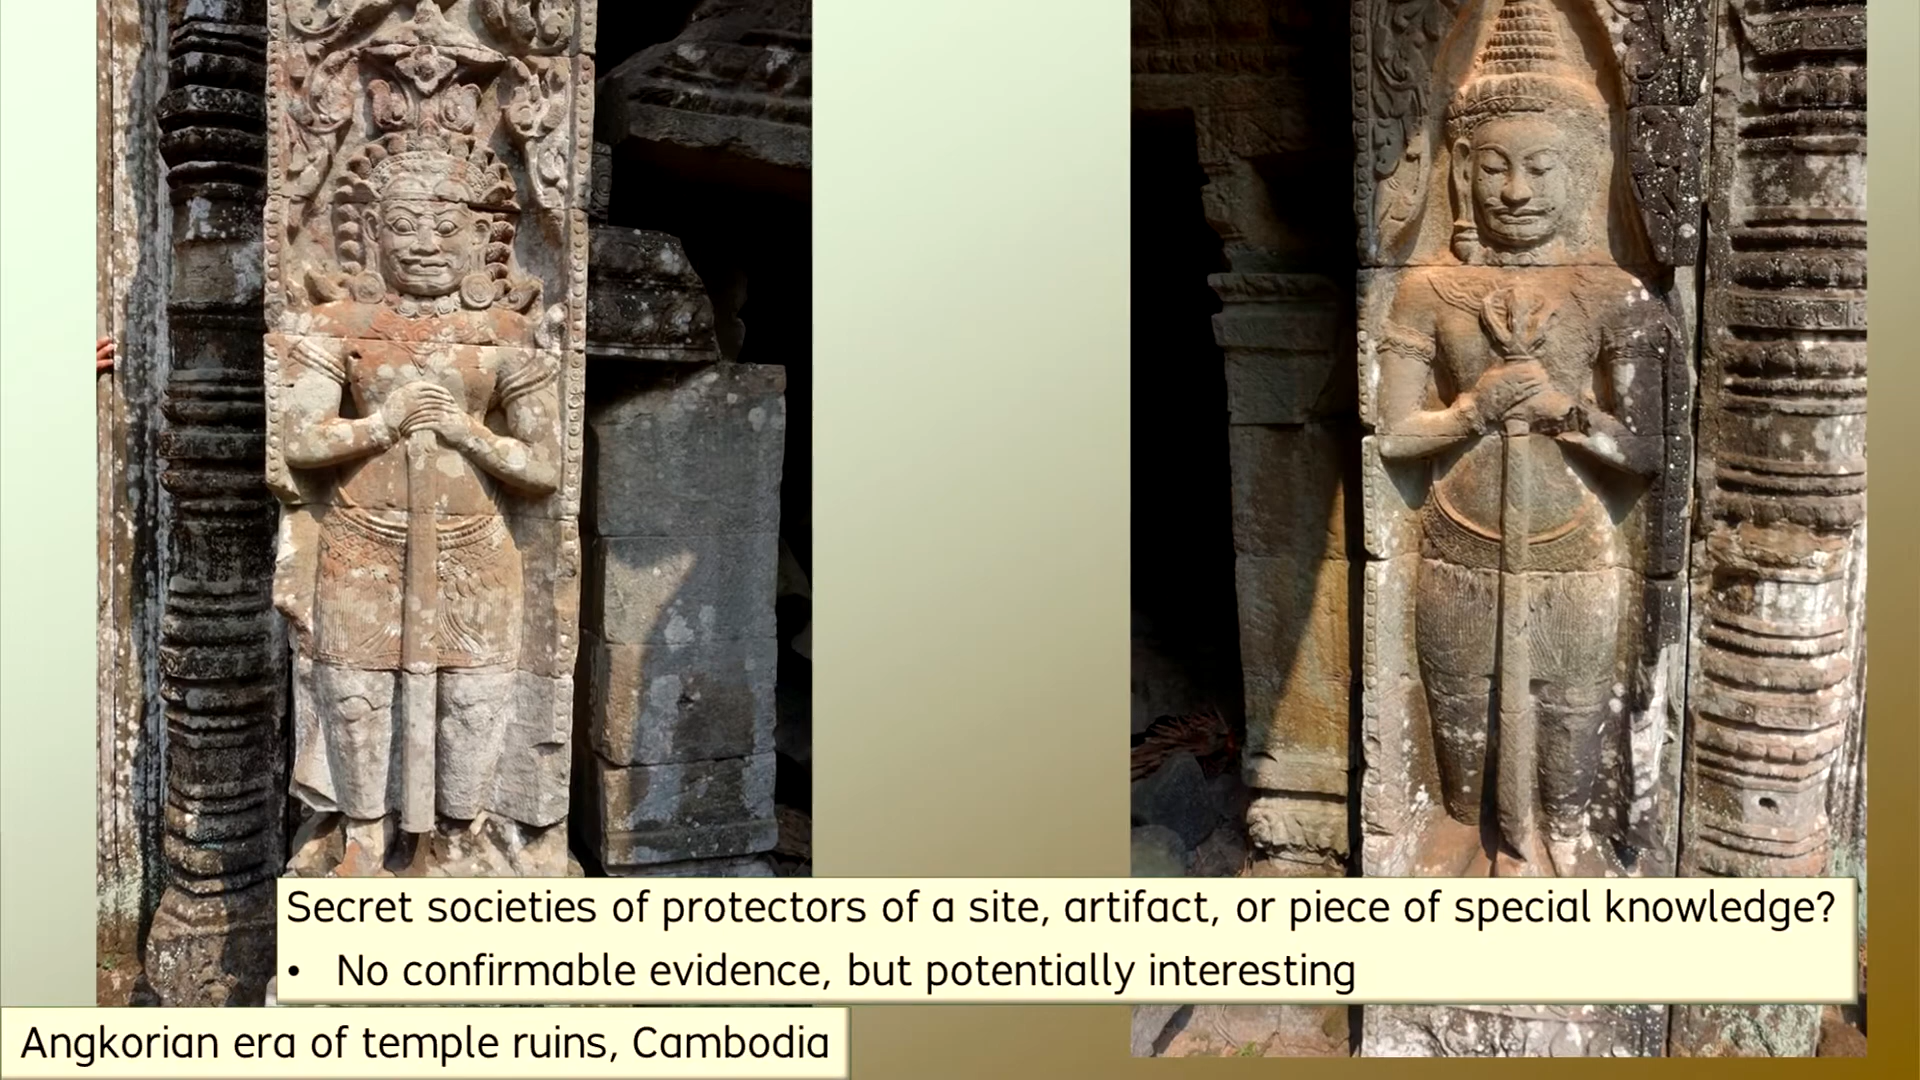 Secret societies of protectors of a site, artifact, or piece of special knowledge?
• No confirmable evidence, but potentially interesting
Angkorian era of temple ruins, Cambodia